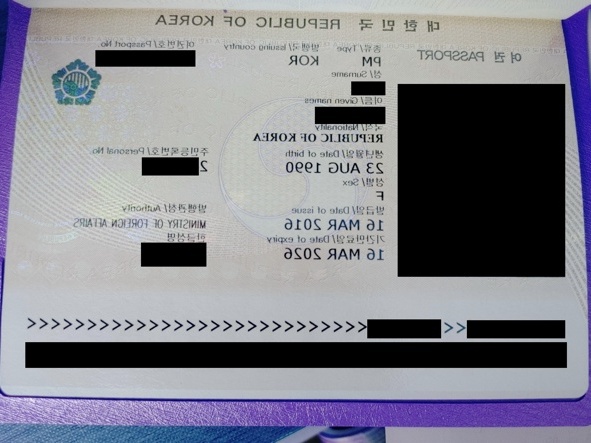 대한민국 REPUBLIC OF KOREA
여권 PASSPORT
종류/Type 발행국/Issuing country 여권번호/Passport No.
PM KOR
성/Surname
이름/Given names
국적/Nationality
REPUBLIC OF KOREA
생년월일/Date of birth 주민등록번호/Personal No.
23 AUG 1990 2
성별/Sex
F
발급일/Date of issue 발행관청/Authority
16 MAR 2016 MINISTRY OF FOREIGN AFFAIRS
기간만료일/Date of expiry 한글성명
16 MAR 2026
<<
<<<<<<<<<<<<<<<<<<<<<<<<<<<<<